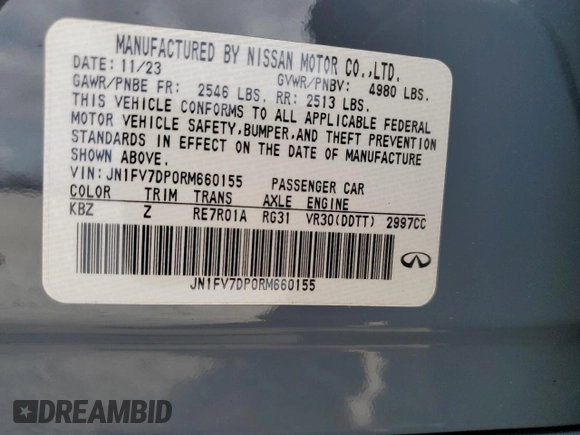 MANUFACTURED BY NISSAN MOTOR CO.,LTD.
DATE: 11/23 GVWR/PNBV: 4980 LBS.
GAWR/PNBE FR: 2546 LBS. RR: 2513 LBS.
THIS VEHICLE CONFORMS TO ALL APPLICABLE FEDERAL
MOTOR VEHICLE SAFETY,BUMPER,AND THEFT PREVENTION
STANDARDS IN EFFECT ON THE DATE OF MANUFACTURE
SHOWN ABOVE.
VIN: JN1FV7DP0RM660155 PASSENGER CAR
COLOR TRIM TRANS AXLE ENGINE
KBZ Z RE7R01A RG31 VR30(DDTT) 2997CC
JN1FV7DP0RM660155
DREAMBID